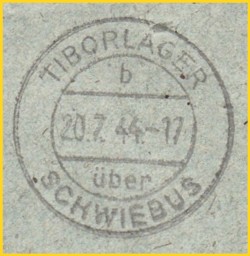 TIBORLAGER
b
20.7.44.-17
über
SCHWIEBUS